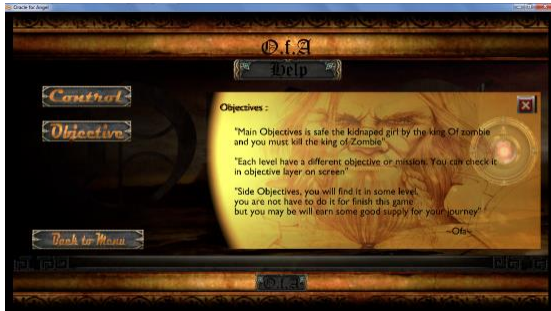 Oracle for Angel
O.f.A
Help
Control
Objective
Back to Menu
Objectives :
"Main Objectives is safe the kidnaped girl by the king Of zombie
and you must kill the king of Zombie"
"Each level have a different objective or mission. You can check it
in objective layer on screen"
"Side Objectives, you will find it in some level,
you are not have to do it for finish this game
but you may be will earn some good supply for your journey"
~Ofa~
O.f.A